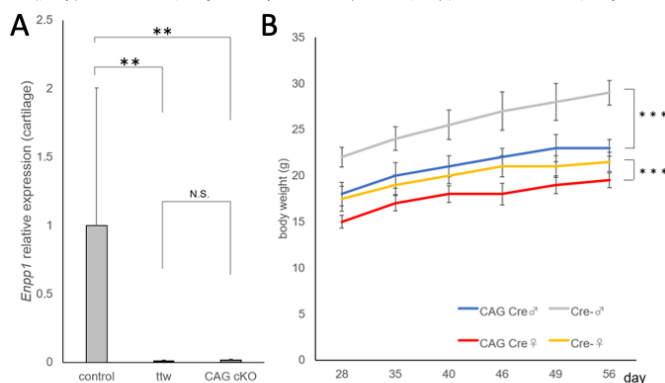 A
B
Enpp1 relative expression (cartilage)
2.5
2
1.5
1
0.5
0
**
**
N.S.
control
ttw
CAG cKO
body weight (g)
35
30
25
20
15
10
5
0
***
***
CAG Cre♂
Cre-♂
CAG Cre♀
Cre-♀
28
35
40
46
49
56
day